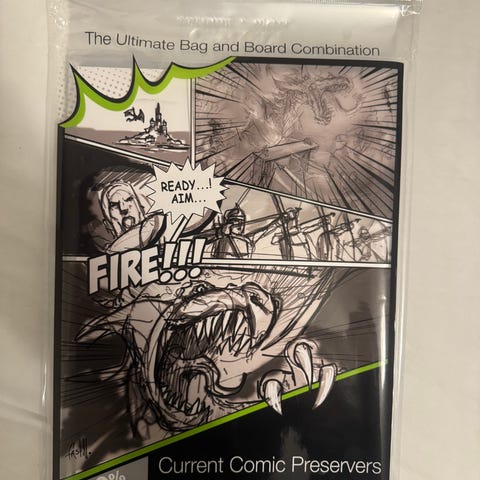 The Ultimate Bag and Board Combination
READY...!
AIM...
FIRE!!!
Current Comic Preservers